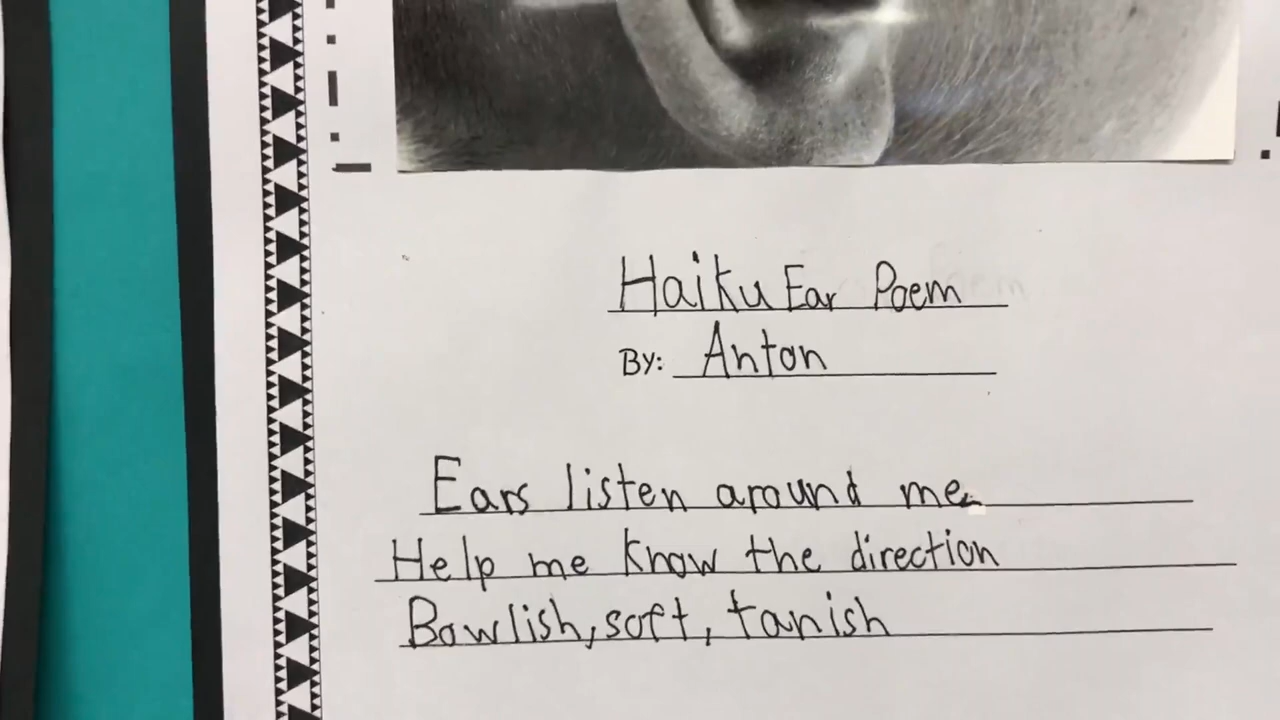 Haiku Ear Poem
BY: Anton
Ears listen around me
Help me know the direction
Bowlish, soft, tanish